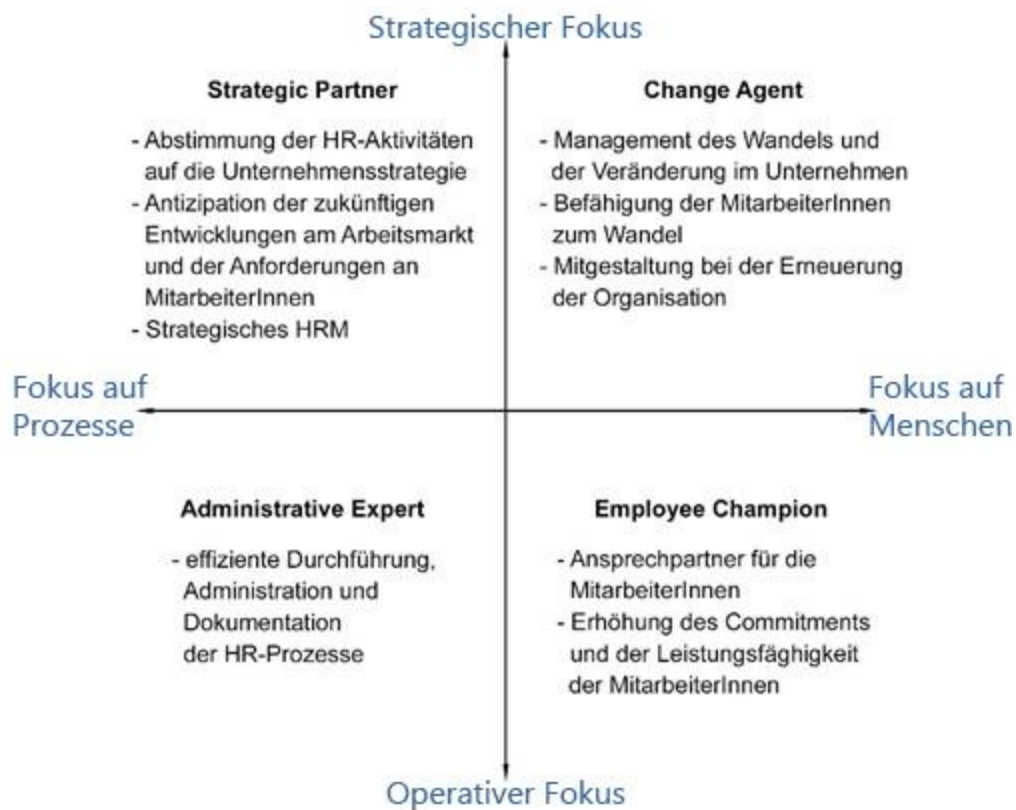 Strategischer Fokus
Strategic Partner
- Abstimmung der HR-Aktivitäten
auf die Unternehmensstrategie
- Antizipation der zukünftigen
Entwicklungen am Arbeitsmarkt
und der Anforderungen an
MitarbeiterInnen
- Strategisches HRM
Change Agent
- Management des Wandels und
der Veränderung im Unternehmen
- Befähigung der MitarbeiterInnen
zum Wandel
- Mitgestaltung bei der Erneuerung
der Organisation
Fokus auf
Prozesse
Fokus auf
Menschen
Administrative Expert
- effiziente Durchführung,
Administration und
Dokumentation
der HR-Prozesse
Employee Champion
- Ansprechpartner für die
MitarbeiterInnen
- Erhöhung des Commitments
und der Leistungsfäghigkeit
der MitarbeiterInnen
Operativer Fokus